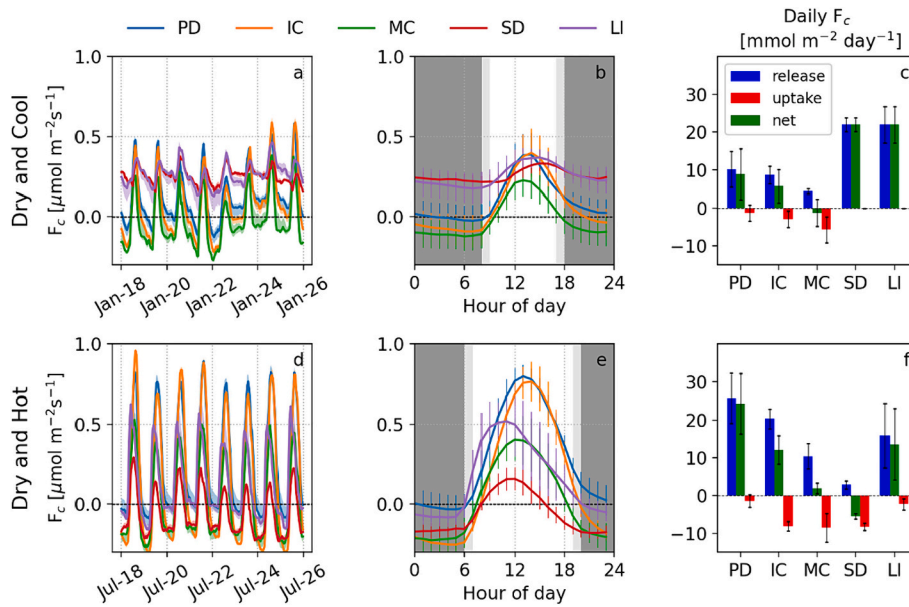 PD IC MC SD LI
Daily F_c
[mmol m⁻² day⁻¹]
Dry and Cool
F_c [μmol m⁻²s⁻¹]
1.0
0.5
0.0
a
Jan-18 Jan-20 Jan-22 Jan-24 Jan-26
1.0
0.5
0.0
b
0 6 12 18 24
Hour of day
30
20
10
0
−10
c
release
uptake
net
PD IC MC SD LI
Dry and Hot
F_c [μmol m⁻²s⁻¹]
1.0
0.5
0.0
d
Jul-18 Jul-20 Jul-22 Jul-24 Jul-26
1.0
0.5
0.0
e
0 6 12 18 24
Hour of day
30
20
10
0
−10
f
PD IC MC SD LI